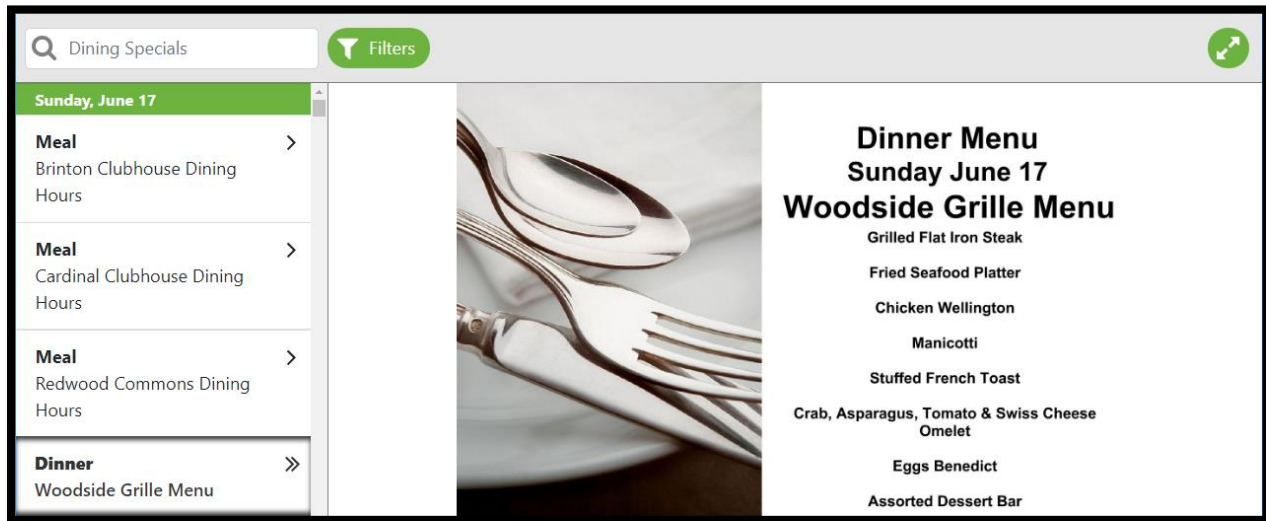 Dining Specials
Filters
Sunday, June 17
Meal
Brinton Clubhouse Dining
Hours
Meal
Cardinal Clubhouse Dining
Hours
Meal
Redwood Commons Dining
Hours
Dinner
Woodside Grille Menu
Dinner Menu
Sunday June 17
Woodside Grille Menu
Grilled Flat Iron Steak
Fried Seafood Platter
Chicken Wellington
Manicotti
Stuffed French Toast
Crab, Asparagus, Tomato & Swiss Cheese
Omelet
Eggs Benedict
Assorted Dessert Bar